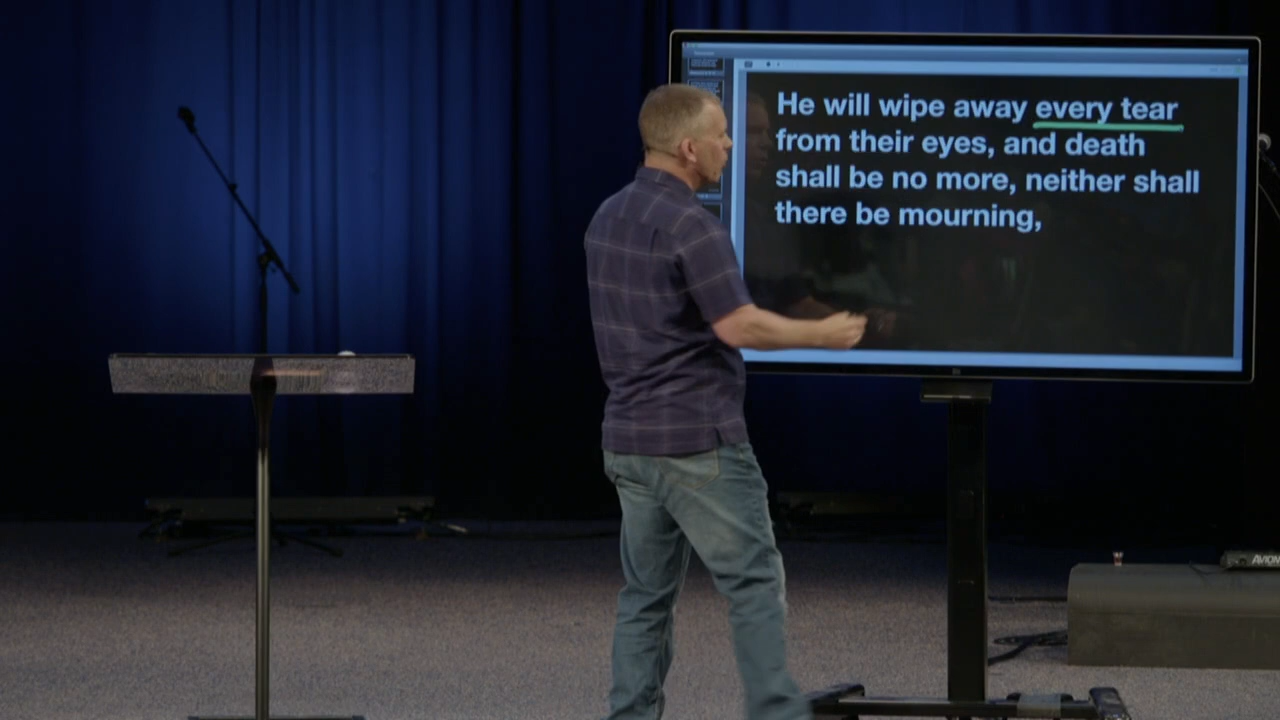 He will wipe away every tear
from their eyes, and death
shall be no more, neither shall
there be mourning,